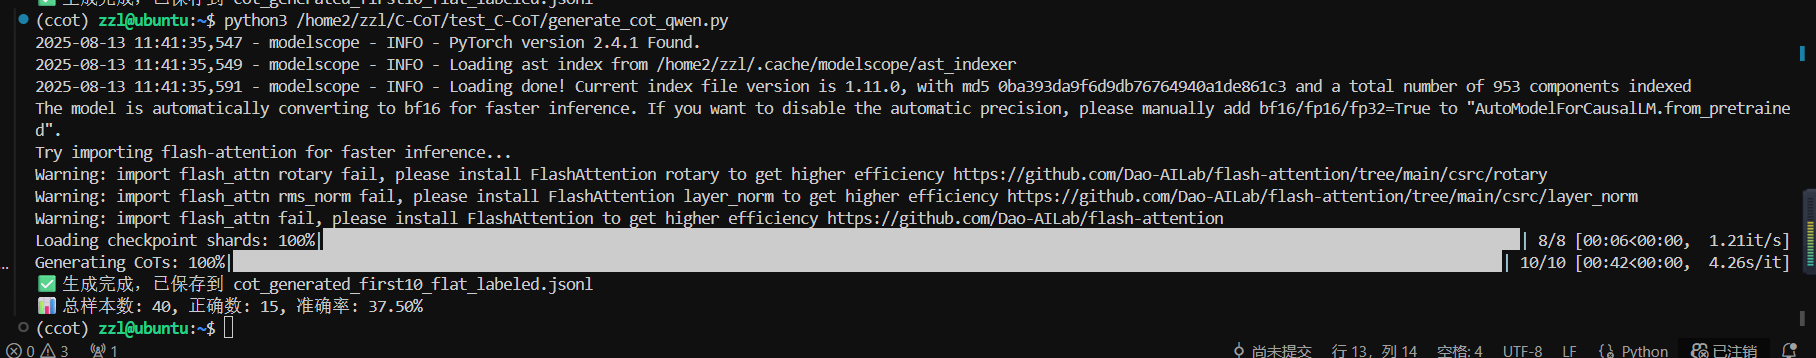 生成完成，已保存到 cot_generated_first10_flat_labeled.jsonl
(ccot) zzl@ubuntu:~$ python3 /home2/zzl/C-CoT/test_C-CoT/generate_cot_qwen.py
2025-08-13 11:41:35,547 - modelscope - INFO - PyTorch version 2.4.1 Found.
2025-08-13 11:41:35,549 - modelscope - INFO - Loading ast index from /home2/zzl/.cache/modelscope/ast_indexer
2025-08-13 11:41:35,591 - modelscope - INFO - Loading done! Current index file version is 1.11.0, with md5 0ba393da9f6d9db76764940a1de861c3 and a total number of 953 components indexed
The model is automatically converting to bf16 for faster inference. If you want to disable the automatic precision, please manually add bf16/fp16/fp32=True to "AutoModelForCausalLM.from_pretraine
d".
Try importing flash-attention for faster inference...
Warning: import flash_attn rotary fail, please install FlashAttention rotary to get higher efficiency https://github.com/Dao-AILab/flash-attention/tree/main/csrc/rotary
Warning: import flash_attn rms_norm fail, please install FlashAttention layer_norm to get higher efficiency https://github.com/Dao-AILab/flash-attention/tree/main/csrc/layer_norm
Warning: import flash_attn fail, please install FlashAttention to get higher efficiency https://github.com/Dao-AILab/flash-attention
Loading checkpoint shards: 100%| | 8/8 [00:06<00:00, 1.21it/s]
Generating CoTs: 100%| | 10/10 [00:42<00:00, 4.26s/it]
✅ 生成完成，已保存到 cot_generated_first10_flat_labeled.jsonl
📊 总样本数: 40, 正确数: 15, 准确率: 37.50%
(ccot) zzl@ubuntu:~$
0 3 1 尚未提交 行 13，列 14 空格: 4 UTF-8 LF Python 已注销